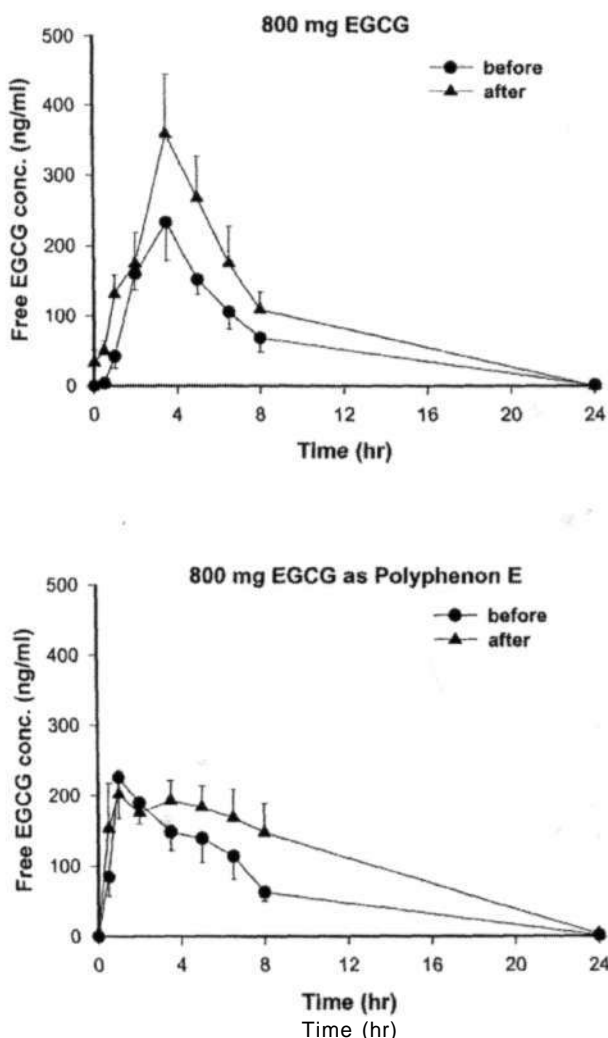 800 mg EGCG
500
400
300
200
100
0
Free EGCG conc. (ng/ml)
before
after
0 4 8 12 16 20 24
Time (hr)
800 mg EGCG as Polyphenon E
500
400
300
200
100
0
Free EGCG conc. (ng/ml)
before
after
0 4 8 12 16 20 24
Time (hr)
Time (hr)